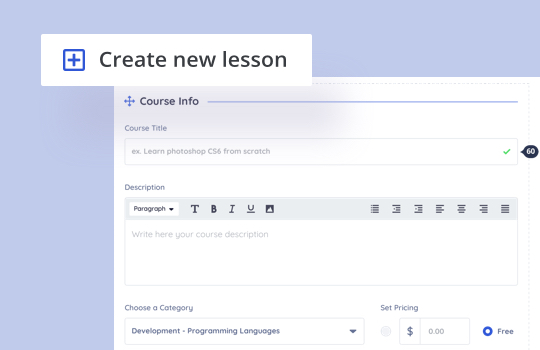 Create new lesson
Course Info
Course Title
ex. Learn photoshop CS6 from scratch
60
Description
Paragraph T B I U
Write here your course description
Choose a Category
Set Pricing
Development - Programming Languages
$ 0.00
Free